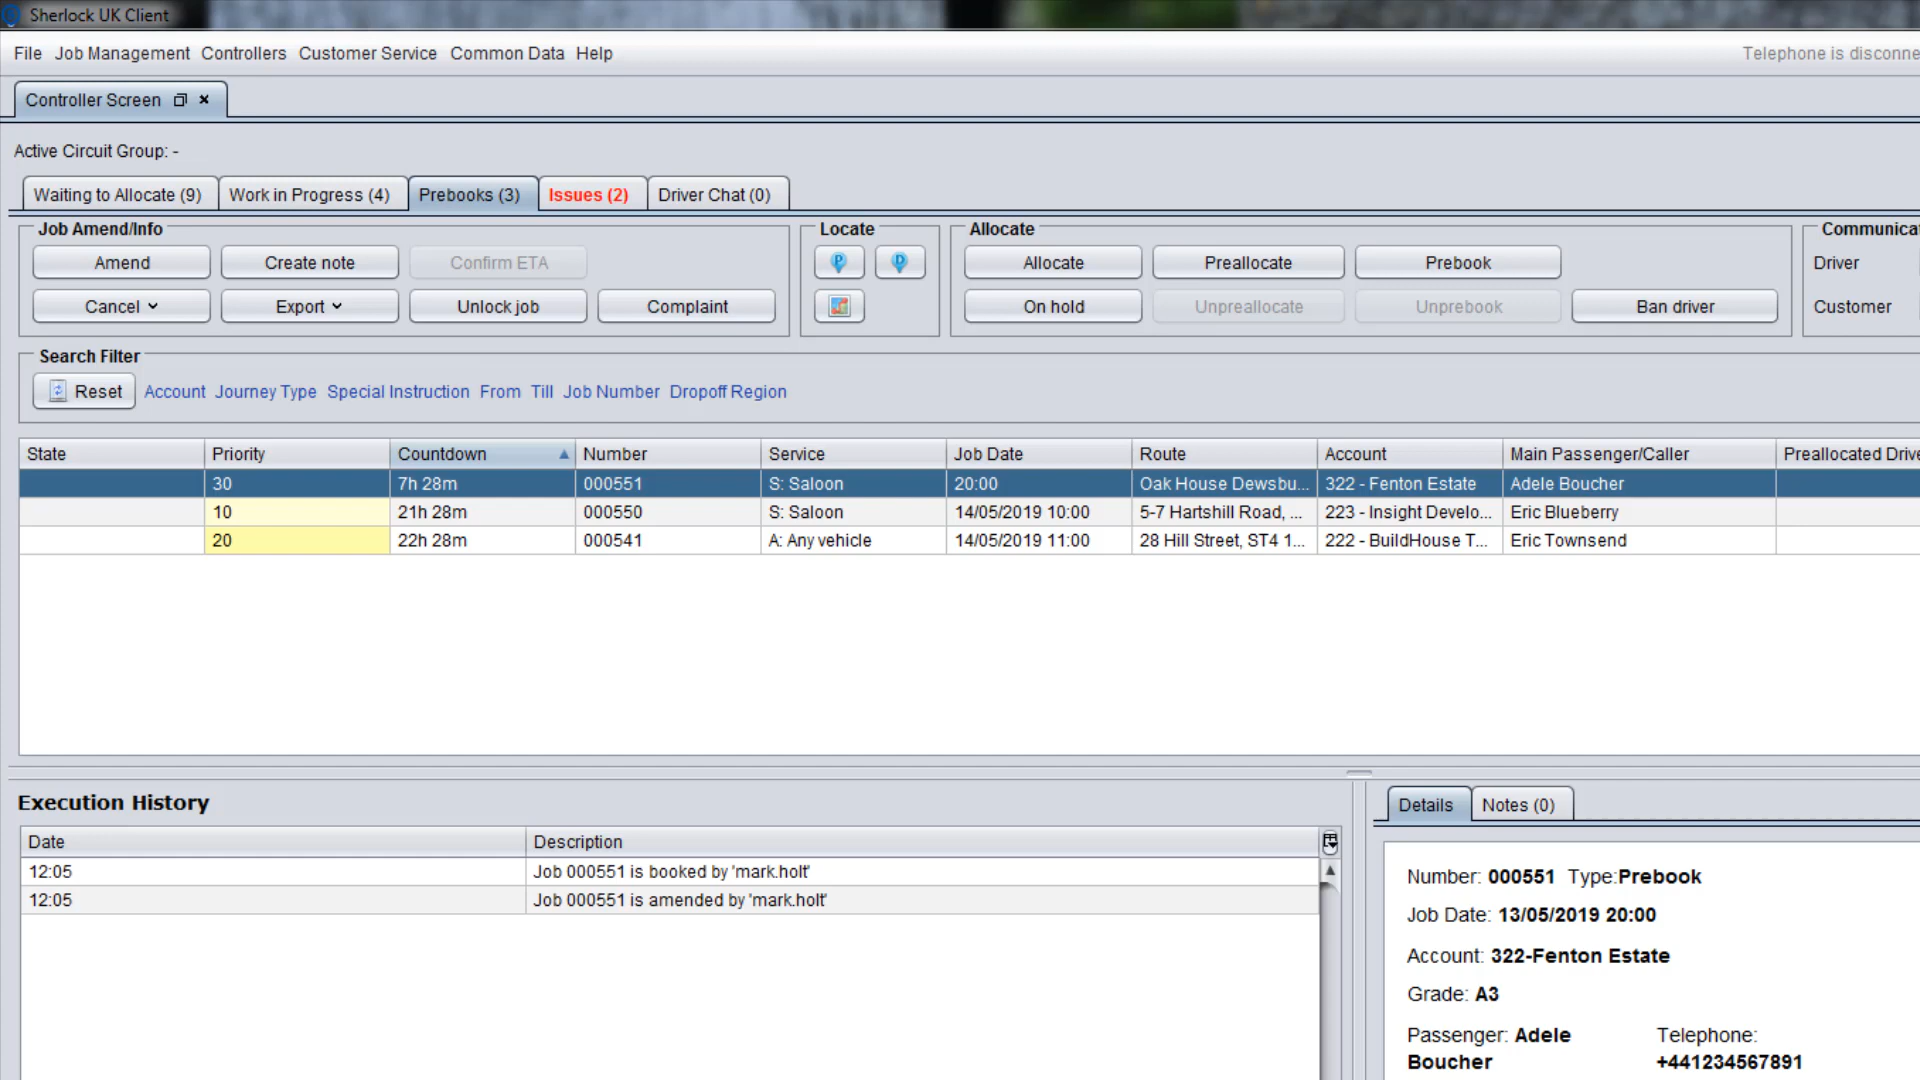 Sherlock UK Client
File Job Management Controllers Customer Service Common Data Help
Telephone is disconne
Controller Screen
Active Circuit Group: -
Waiting to Allocate (9) Work in Progress (4) Prebooks (3) Issues (2) Driver Chat (0)
Job Amend/Info Locate Allocate Communicat
Amend Create note Confirm ETA P D Allocate Preallocate Prebook Driver
Cancel Export Unlock job Complaint On hold Unpreallocate Unprebook Ban driver Customer
Search Filter
Reset Account Journey Type Special Instruction From Till Job Number Dropoff Region
State Priority Countdown Number Service Job Date Route Account Main Passenger/Caller Preallocated Drive
30 7h 28m 000551 S: Saloon 20:00 Oak House Dewsbu... 322 - Fenton Estate Adele Boucher
10 21h 28m 000550 S: Saloon 14/05/2019 10:00 5-7 Hartshill Road, ... 223 - Insight Develo... Eric Blueberry
20 22h 28m 000541 A: Any vehicle 14/05/2019 11:00 28 Hill Street, ST4 1... 222 - BuildHouse T... Eric Townsend
Execution History
Date Description
12:05 Job 000551 is booked by 'mark.holt'
12:05 Job 000551 is amended by 'mark.holt'
Details Notes (0)
Number: 000551 Type:Prebook
Job Date: 13/05/2019 20:00
Account: 322-Fenton Estate
Grade: A3
Passenger: Adele Telephone:
Boucher +441234567891